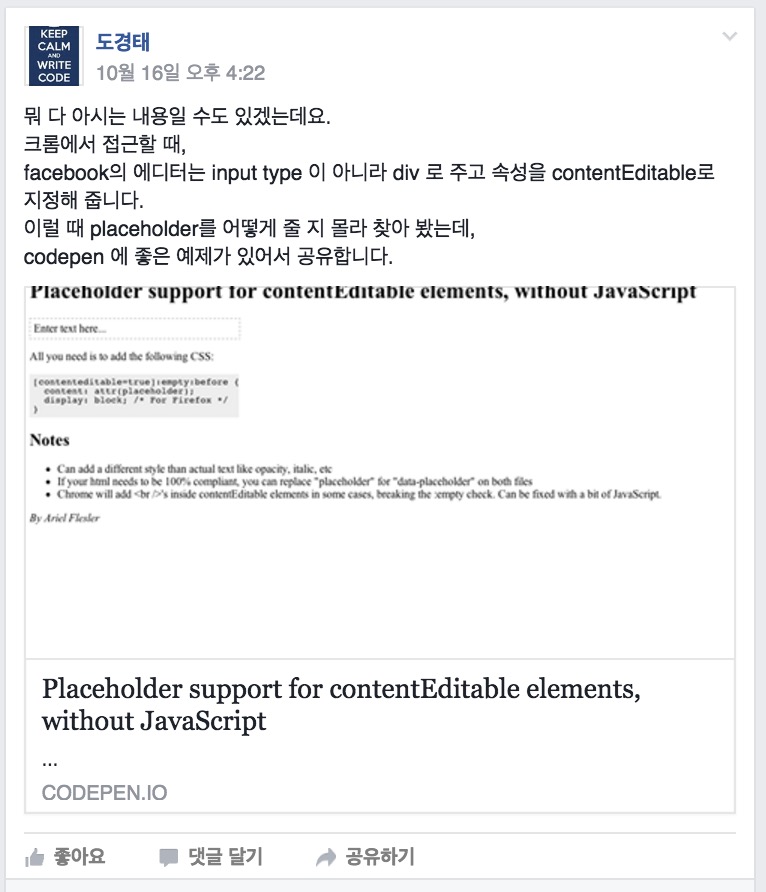 KEEP
CALM
AND
WRITE
CODE
도경태
10월 16일 오후 4:22
뭐 다 아시는 내용일 수도 있겠는데요.
크롬에서 접근할 때,
facebook의 에디터는 input type 이 아니라 div 로 주고 속성을 contentEditable로
지정해 줍니다.
이럴 때 placeholder를 어떻게 줄 지 몰라 찾아 봤는데,
codepen 에 좋은 예제가 있어서 공유합니다.
Placeholder support for contentEditable elements, without JavaScript
Enter text here...
All you need is to add the following CSS:
[contenteditable=true]:empty:before {
content: attr(placeholder);
display: block; /* For Firefox */
}
Notes
• Can add a different style than actual text like opacity, italic, etc
• If your html needs to be 100% compliant, you can replace "placeholder" for "data-placeholder" on both files
• Chrome will add <br />'s inside contentEditable elements in some cases, breaking the :empty check. Can be fixed with a bit of JavaScript.
By Ariel Flesler
Placeholder support for contentEditable elements,
without JavaScript
...
CODEPEN.IO
좋아요 댓글 달기 공유하기